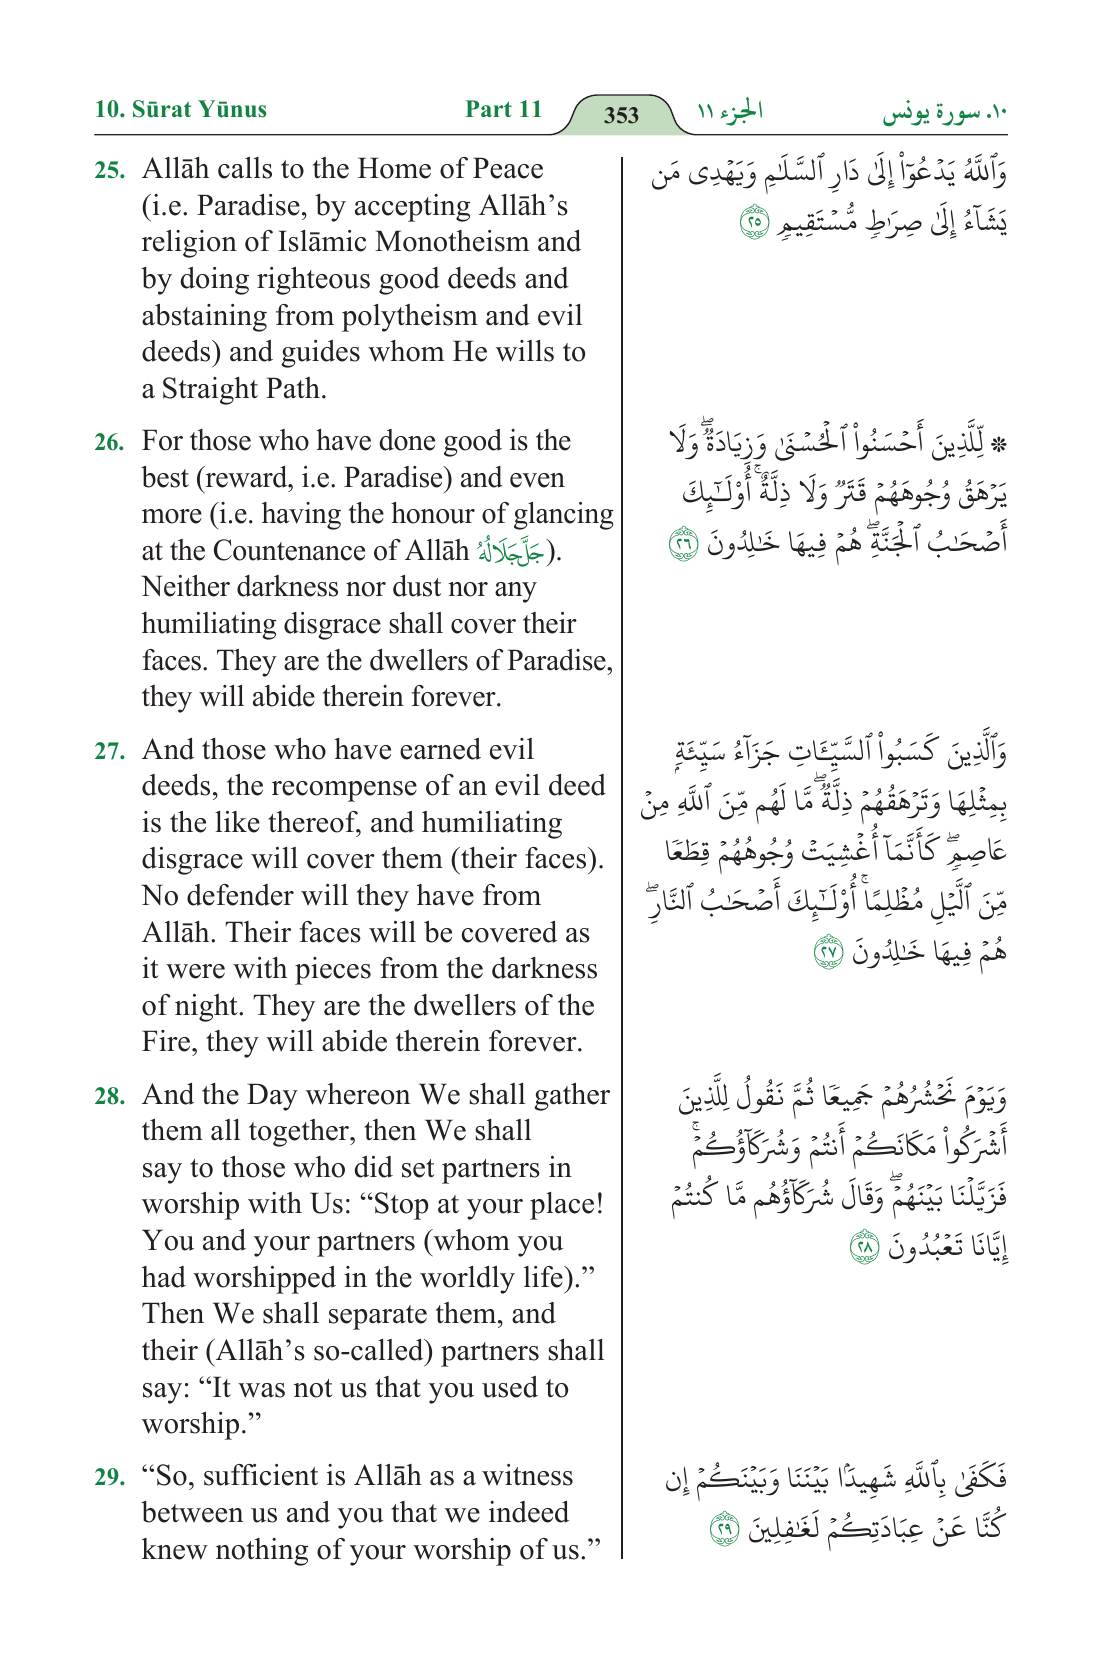 10. Sūrat Yūnus Part 11 353 الجزء ١١ ١٠. سورة يونس
25. Allāh calls to the Home of Peace
(i.e. Paradise, by accepting Allāh’s
religion of Islāmic Monotheism and
by doing righteous good deeds and
abstaining from polytheism and evil
deeds) and guides whom He wills to
a Straight Path.
وَٱللَّهُ يَدۡعُوٓاْ إِلَىٰ دَارِ ٱلسَّلَٰمِ وَيَهۡدِي مَن
يَشَآءُ إِلَىٰ صِرَٰطٖ مُّسۡتَقِيمٖ ٢٥
26. For those who have done good is the
best (reward, i.e. Paradise) and even
more (i.e. having the honour of glancing
at the Countenance of Allāh جَلَّجَلَالُهُ).
Neither darkness nor dust nor any
humiliating disgrace shall cover their
faces. They are the dwellers of Paradise,
they will abide therein forever.
۞ لِّلَّذِينَ أَحۡسَنُواْ ٱلۡحُسۡنَىٰ وَزِيَادَةٞۖ وَلَا
يَرۡهَقُ وُجُوهَهُمۡ قَتَرٞ وَلَا ذِلَّةٌۚ أُوْلَٰٓئِكَ
أَصۡحَٰبُ ٱلۡجَنَّةِۖ هُمۡ فِيهَا خَٰلِدُونَ ٢٦
27. And those who have earned evil
deeds, the recompense of an evil deed
is the like thereof, and humiliating
disgrace will cover them (their faces).
No defender will they have from
Allāh. Their faces will be covered as
it were with pieces from the darkness
of night. They are the dwellers of the
Fire, they will abide therein forever.
وَٱلَّذِينَ كَسَبُواْ ٱلسَّيِّـَٔاتِ جَزَآءُ سَيِّئَةِۭ
بِمِثۡلِهَا وَتَرۡهَقُهُمۡ ذِلَّةٞۖ مَّا لَهُم مِّنَ ٱللَّهِ مِنۡ
عَاصِمٖۖ كَأَنَّمَآ أُغۡشِيَتۡ وُجُوهُهُمۡ قِطَعٗا
مِّنَ ٱلَّيۡلِ مُظۡلِمًاۚ أُوْلَٰٓئِكَ أَصۡحَٰبُ ٱلنَّارِۖ
هُمۡ فِيهَا خَٰلِدُونَ ٢٧
28. And the Day whereon We shall gather
them all together, then We shall
say to those who did set partners in
worship with Us: “Stop at your place!
You and your partners (whom you
had worshipped in the worldly life).”
Then We shall separate them, and
their (Allāh’s so-called) partners shall
say: “It was not us that you used to
worship.”
وَيَوۡمَ نَحۡشُرُهُمۡ جَمِيعٗا ثُمَّ نَقُولُ لِلَّذِينَ
أَشۡرَكُواْ مَكَانَكُمۡ أَنتُمۡ وَشُرَكَآؤُكُمۡۚ
فَزَيَّلۡنَا بَيۡنَهُمۡۖ وَقَالَ شُرَكَآؤُهُم مَّا كُنتُمۡ
إِيَّانَا تَعۡبُدُونَ ٢٨
29. “So, sufficient is Allāh as a witness
between us and you that we indeed
knew nothing of your worship of us.”
فَكَفَىٰ بِٱللَّهِ شَهِيدَۢا بَيۡنَنَا وَبَيۡنَكُمۡ إِن
كُنَّا عَنۡ عِبَادَتِكُمۡ لَغَٰفِلِينَ ٢٩